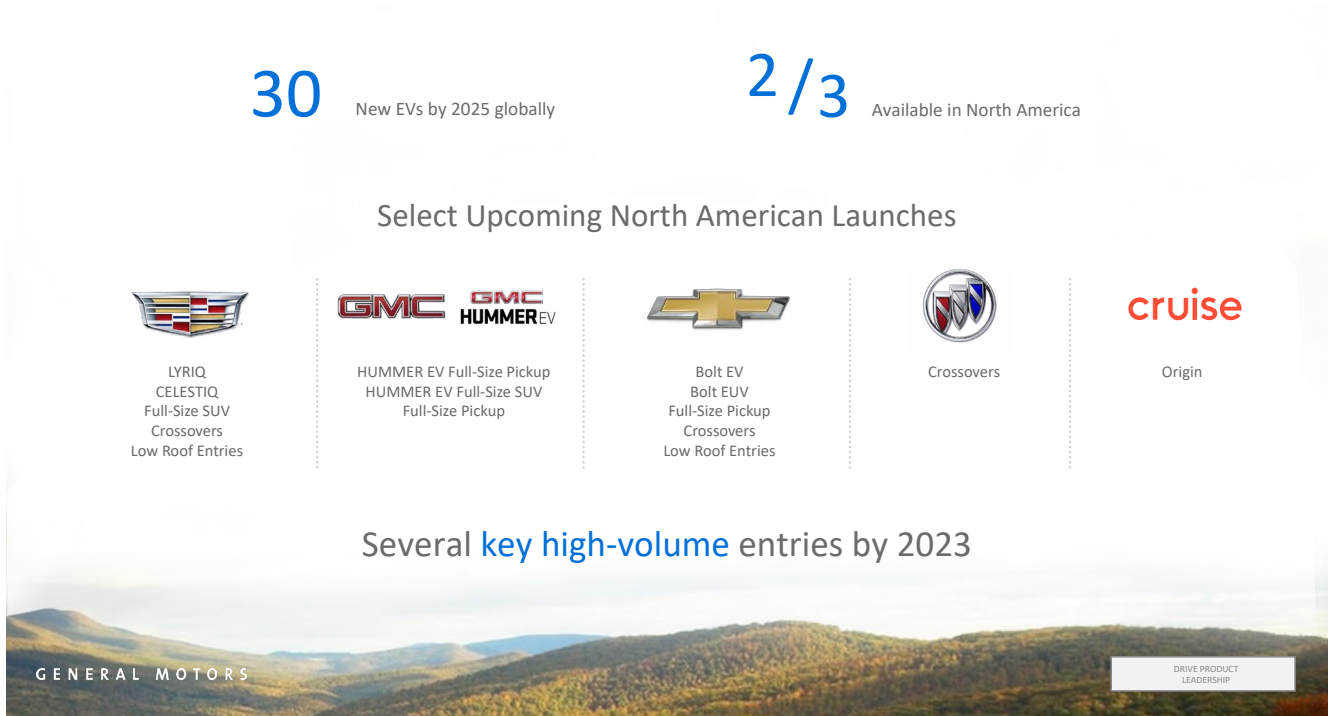 30 New EVs by 2025 globally
2/3 Available in North America
Select Upcoming North American Launches
GMC
GMC
HUMMER EV
cruise
LYRIQ
CELESTIQ
Full-Size SUV
Crossovers
Low Roof Entries
HUMMER EV Full-Size Pickup
HUMMER EV Full-Size SUV
Full-Size Pickup
Bolt EV
Bolt EUV
Full-Size Pickup
Crossovers
Low Roof Entries
Crossovers
Origin
Several key high-volume entries by 2023
GENERAL MOTORS
DRIVE PRODUCT
LEADERSHIP